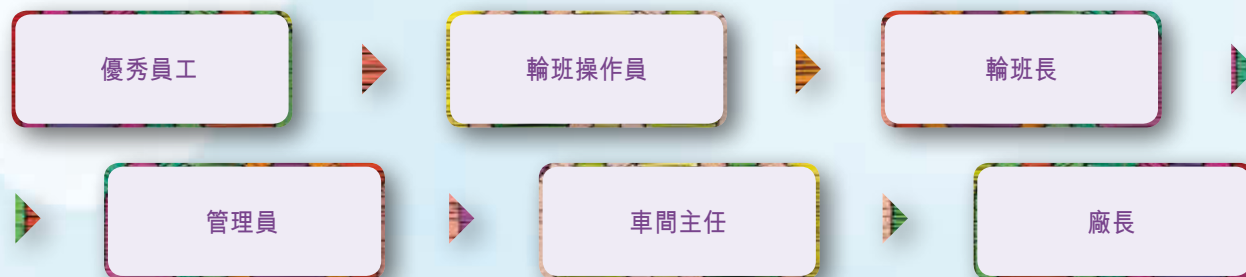 優秀員工
輪班操作員
輪班長
管理員
車間主任
廠長